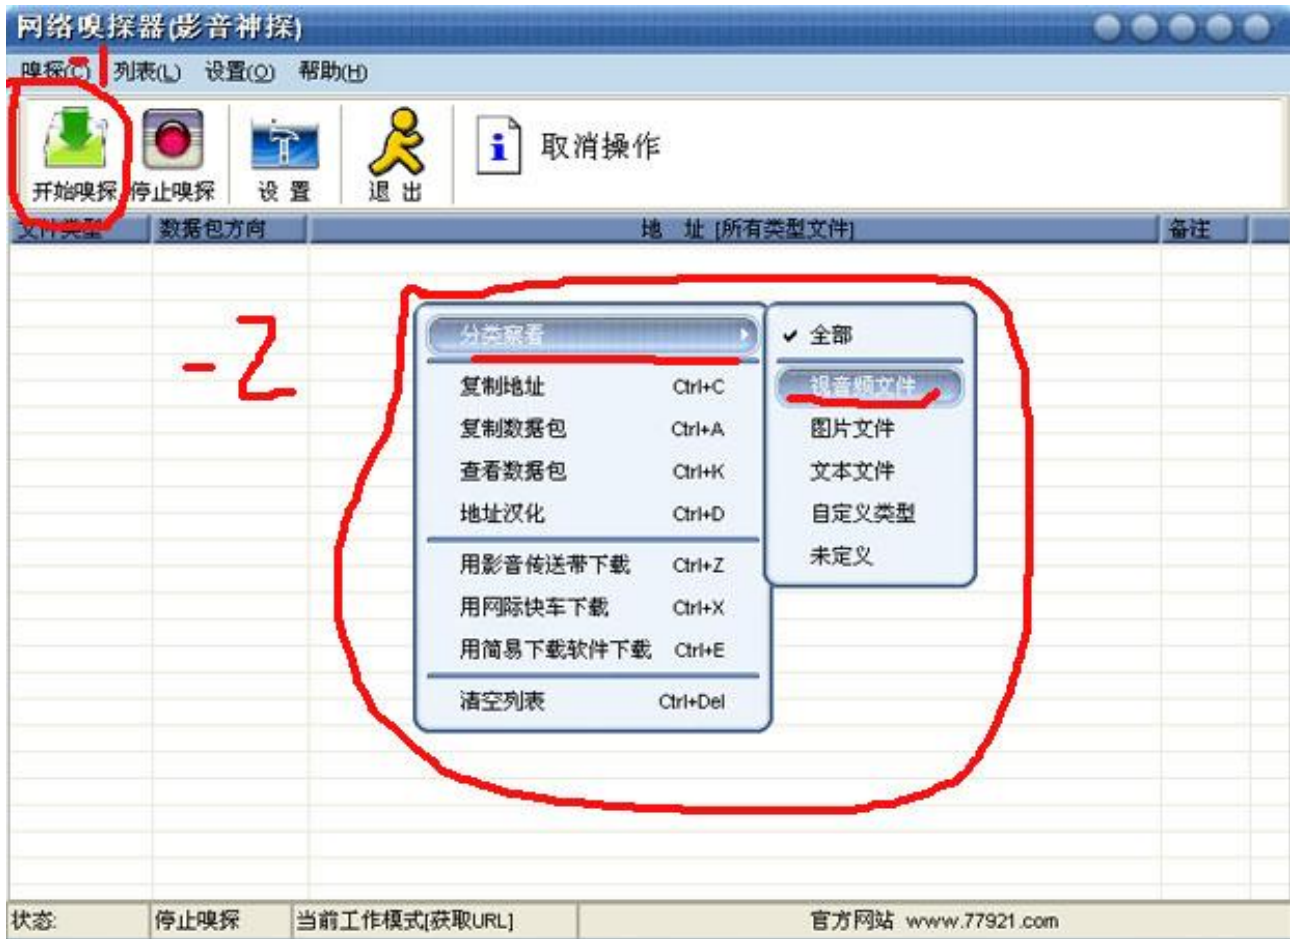 网络嗅探器(影音神探)
嗅探(C) 列表(L) 设置(O) 帮助(H)
-1
开始嗅探 停止嗅探 设置 退出 取消操作
文件类型 数据包方向 地 址 [所有类型文件] 备注
-2
分类察看
复制地址 Ctrl+C
复制数据包 Ctrl+A
查看数据包 Ctrl+K
地址汉化 Ctrl+D
用影音传送带下载 Ctrl+Z
用网际快车下载 Ctrl+X
用简易下载软件下载 Ctrl+E
清空列表 Ctrl+Del
全部
视音频文件
图片文件
文本文件
自定义类型
未定义
状态: 停止嗅探 当前工作模式[获取URL] 官方网站 www.77921.com